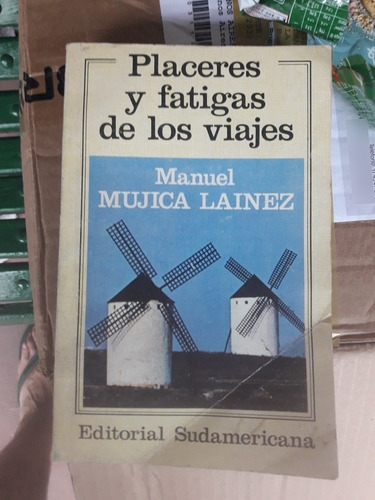 Placeres
y fatigas
de los viajes
Manuel
MUJICA LAINEZ
Editorial Sudamericana